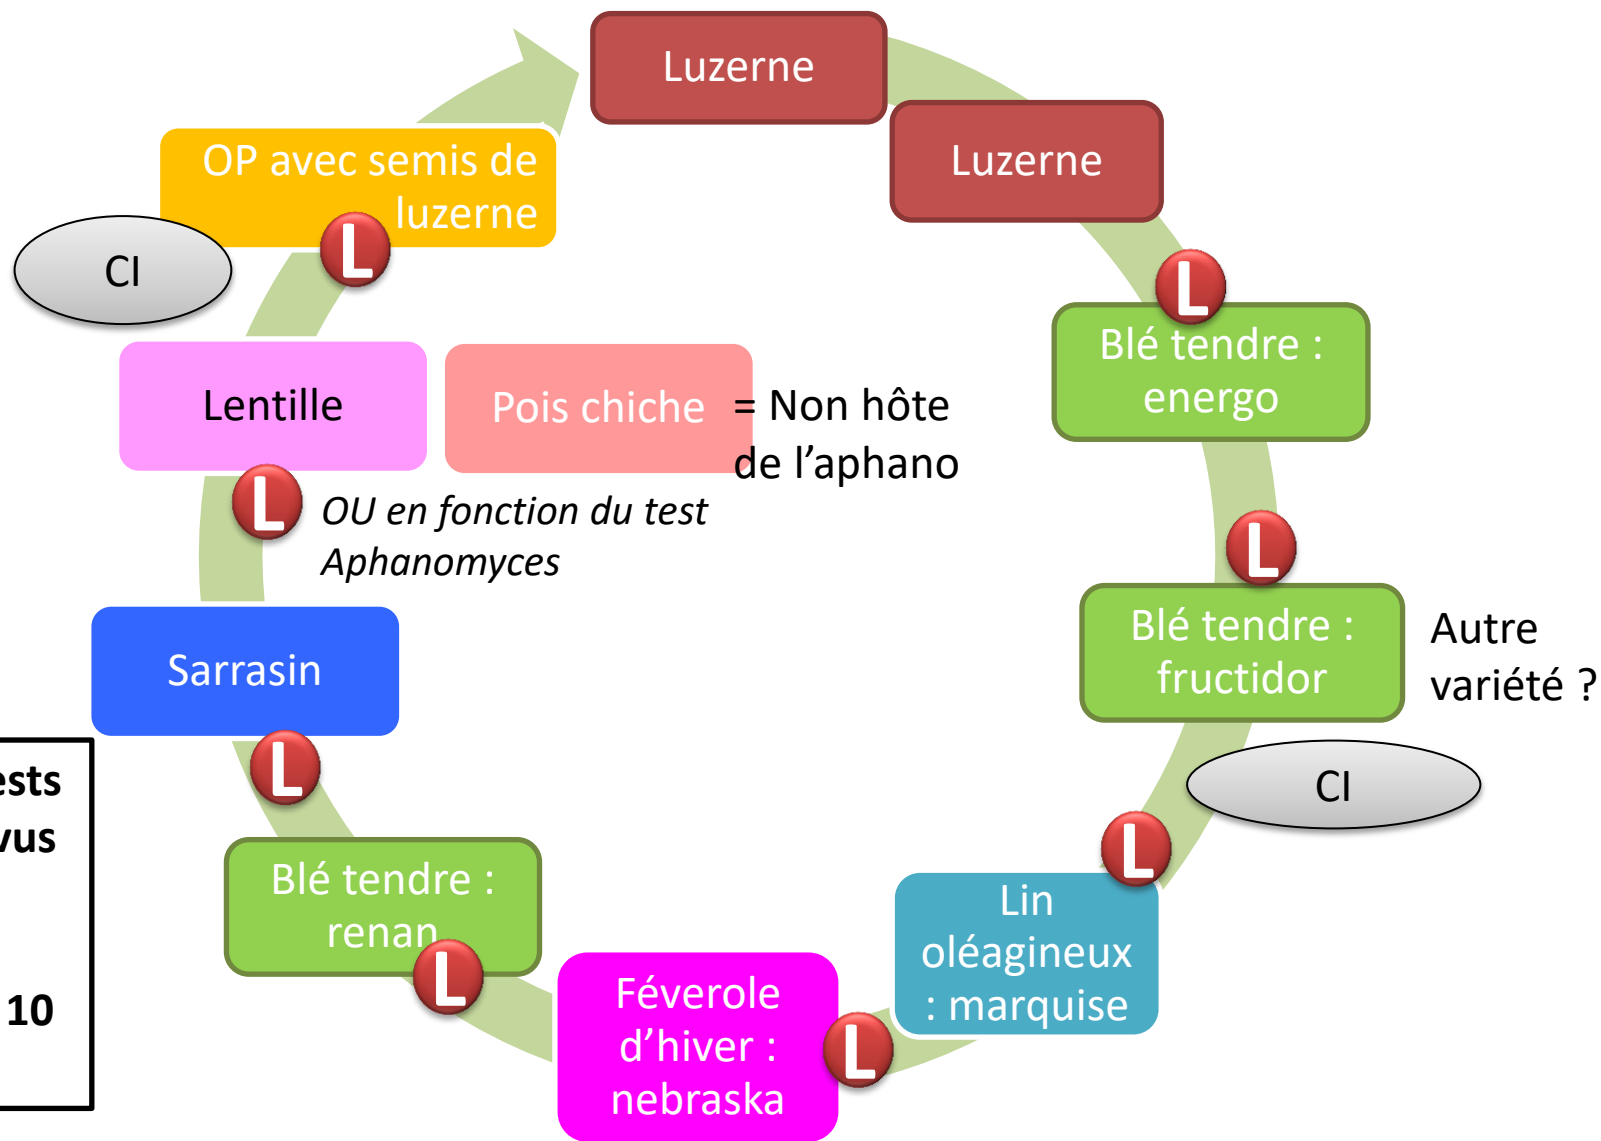 Luzerne
Luzerne
L
Blé tendre :
energo
L
Blé tendre :
fructidor
Autre
variété ?
CI
L
Lin
oléagineux
: marquise
L
Féverole
d’hiver :
nebraska
L
Blé tendre :
renan
L
Sarrasin
L
OU en fonction du test
Aphanomyces
Lentille
Pois chiche
= Non hôte
de l’aphano
CI
L
OP avec semis de
luzerne
ests
vus
10